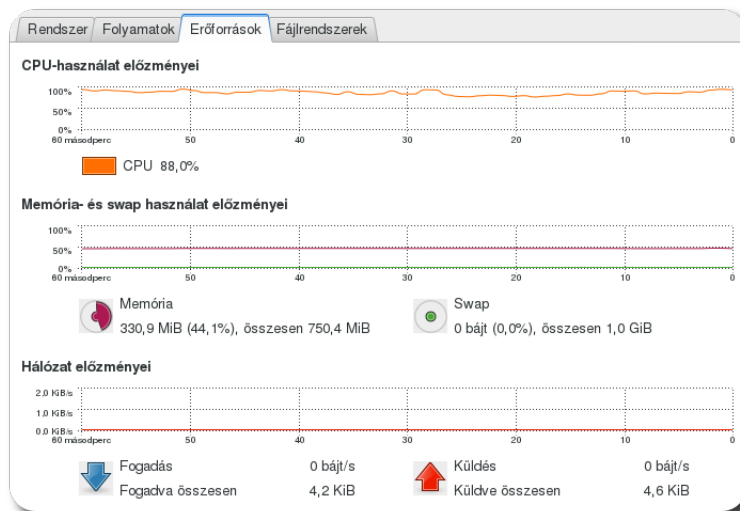 Rendszer Folyamatok Erőforrások Fájlrendszerek
CPU-használat előzményei
100%
50%
0%
60 másodperc 50 40 30 20 10 0
CPU 88,0%
Memória- és swap használat előzményei
100%
50%
0%
60 másodperc 50 40 30 20 10 0
Memória Swap
330,9 MiB (44,1%), összesen 750,4 MiB 0 bájt (0,0%), összesen 1,0 GiB
Hálózat előzményei
2,0 KiB/s
1,0 KiB/s
0,0 KiB/s
60 másodperc 50 40 30 20 10 0
Fogadás 0 bájt/s Küldés 0 bájt/s
Fogadva összesen 4,2 KiB Küldve összesen 4,6 KiB